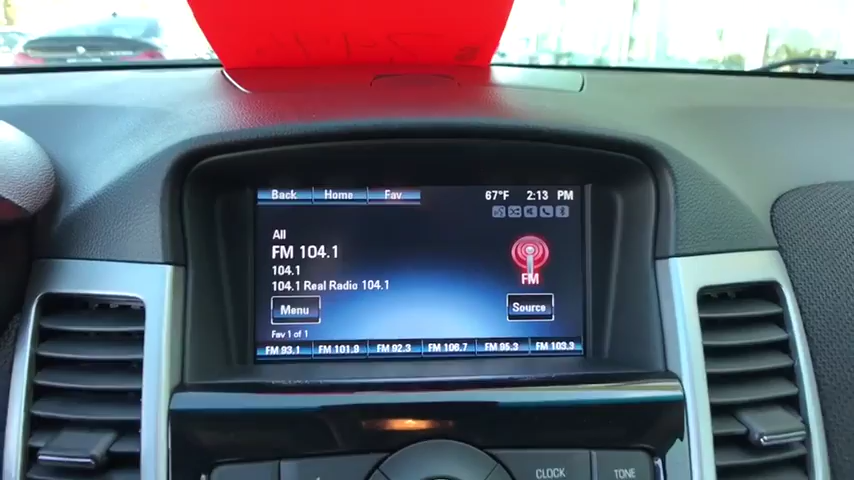 Back Home Fav 67°F 2:13 PM
All
FM 104.1
104.1
104.1 Real Radio 104.1
FM
Menu
Source
Fav 1 of 1
FM 93.1 FM 101.9 FM 92.3 FM 106.7 FM 95.3 FM 103.3
CLOCK TONE